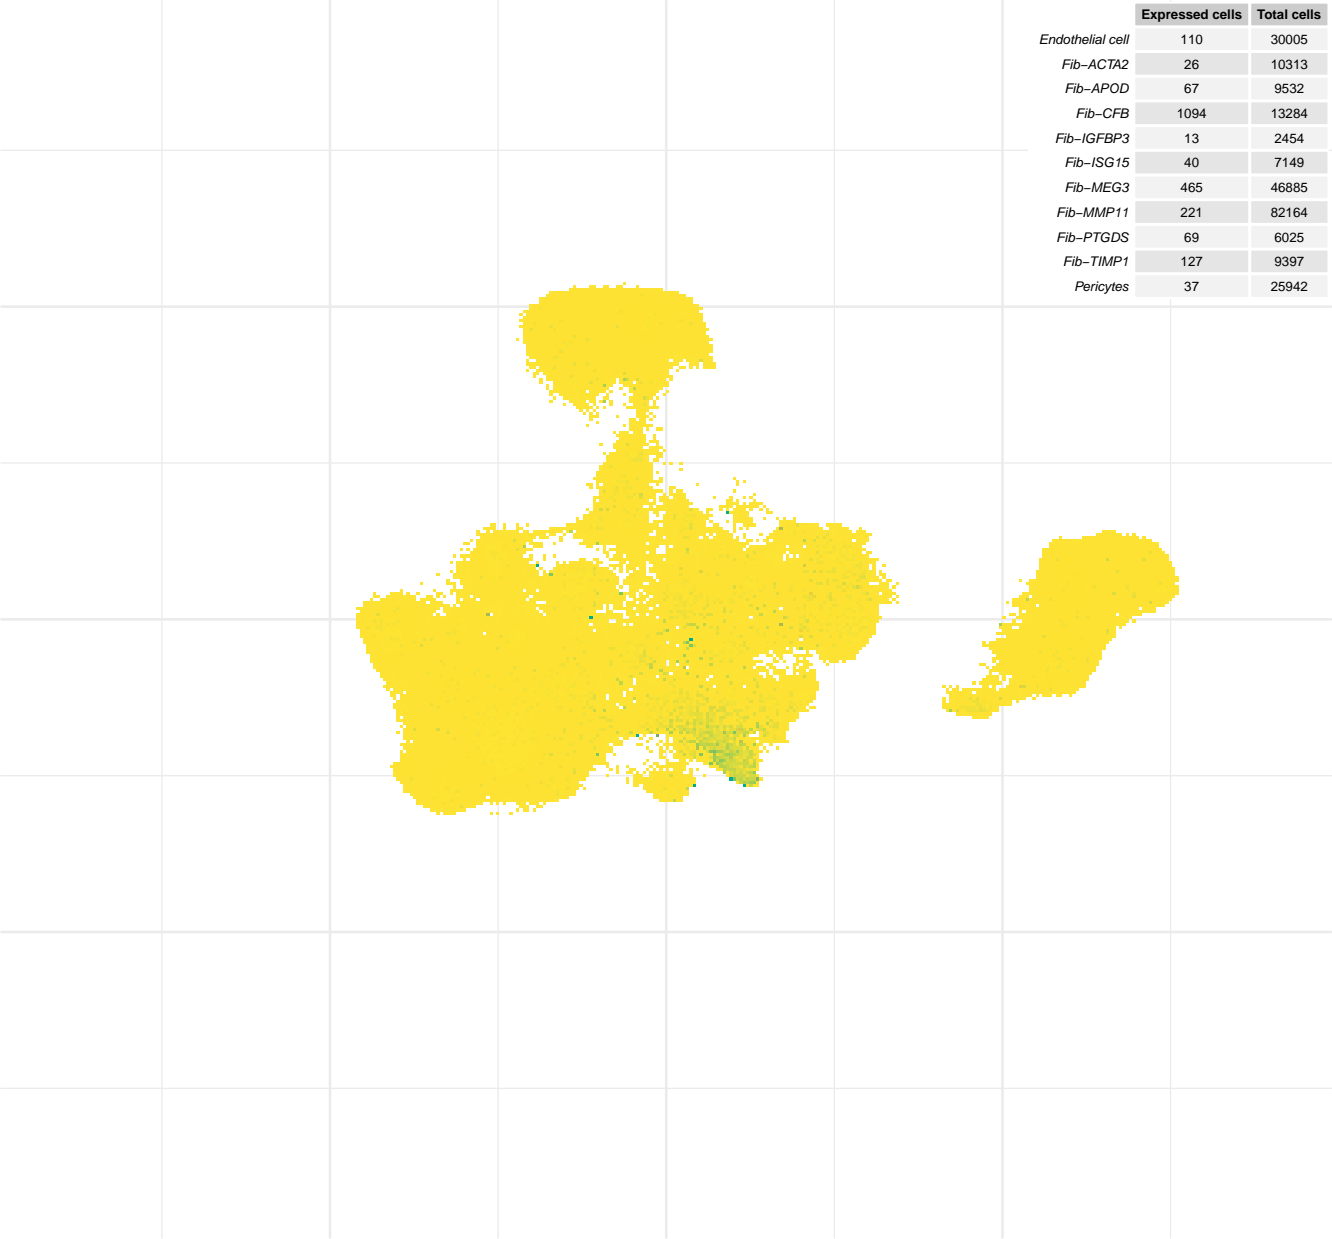 Expressed cells Total cells
Endothelial cell 110 30005
Fib−ACTA2 26 10313
Fib−APOD 67 9532
Fib−CFB 1094 13284
Fib−IGFBP3 13 2454
Fib−ISG15 40 7149
Fib−MEG3 465 46885
Fib−MMP11 221 82164
Fib−PTGDS 69 6025
Fib−TIMP1 127 9397
Pericytes 37 25942